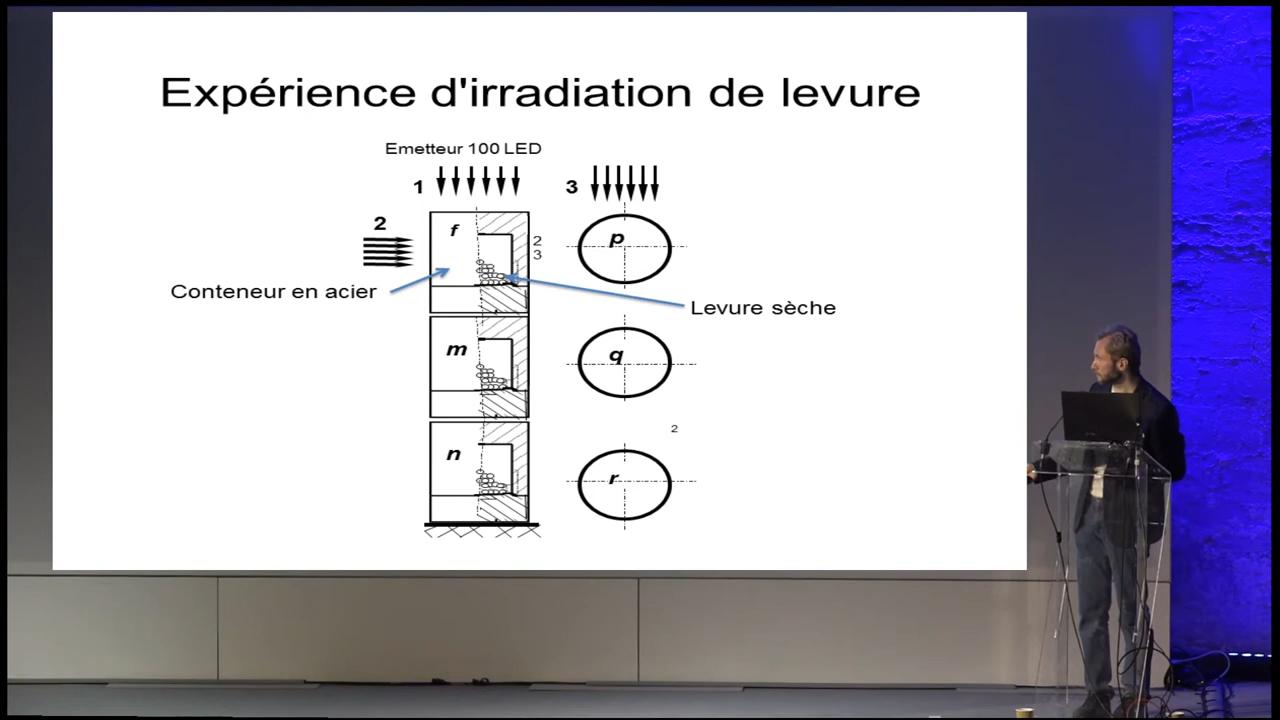 Expérience d'irradiation de levure
Emetteur 100 LED
1
3
2
f
2
3
p
Conteneur en acier
Levure sèche
m
q
2
n
r